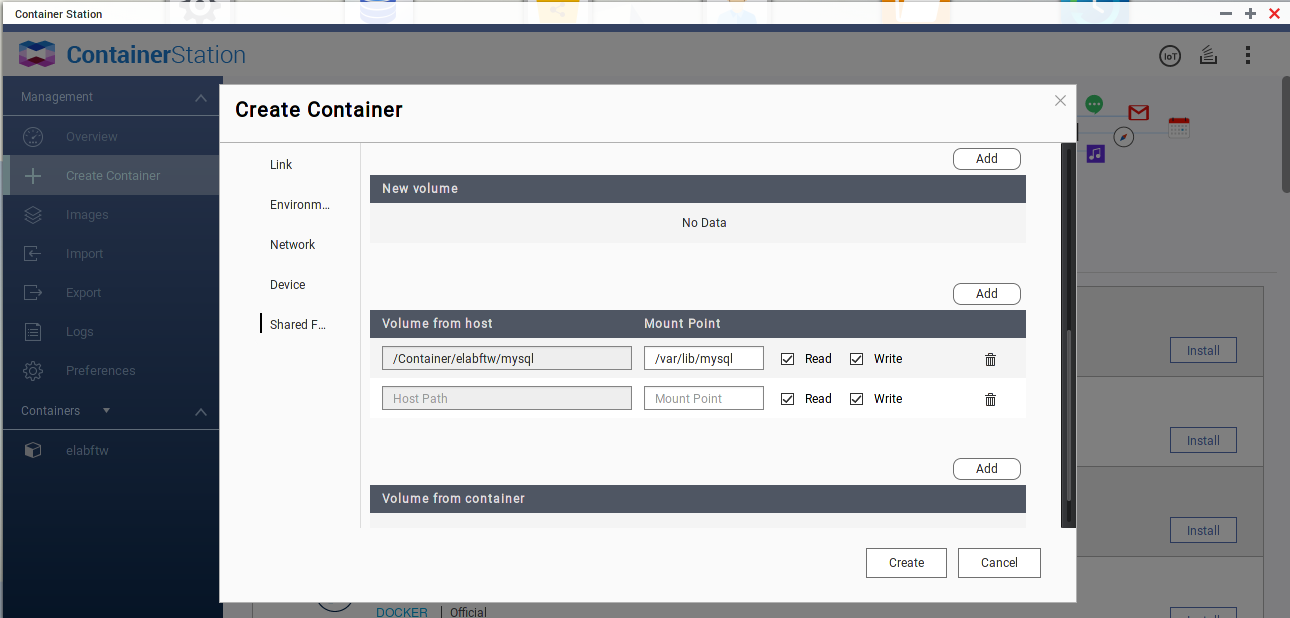 Container Station
ContainerStation
IoT
Management
Overview
Create Container
Images
Import
Export
Logs
Preferences
Containers
elabftw
Create Container
Link
Environm...
Network
Device
Shared F...
Add
New volume
No Data
Add
Volume from host Mount Point
/Container/elabftw/mysql /var/lib/mysql Read Write
Host Path Mount Point Read Write
Add
Volume from container
Create Cancel
Install
Install
Install
Install
DOCKER | Official